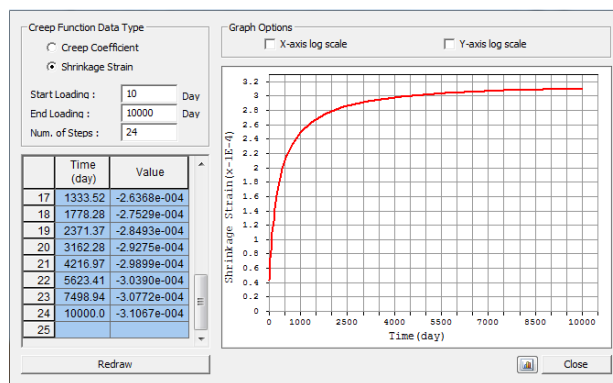 Creep Function Data Type
Creep Coefficient
Shrinkage Strain
Start Loading : 10 Day
End Loading : 10000 Day
Num. of Steps : 24
Time (day) Value
17 1333.52 -2.6368e-004
18 1778.28 -2.7529e-004
19 2371.37 -2.8493e-004
20 3162.28 -2.9275e-004
21 4216.97 -2.9899e-004
22 5623.41 -3.0390e-004
23 7498.94 -3.0772e-004
24 10000.0 -3.1067e-004
25
Redraw
Graph Options
X-axis log scale Y-axis log scale
Shrinkage Strain(x-1E-4)
3.2
3
2.8
2.6
2.4
2.2
2
1.8
1.6
1.4
1.2
1
0.8
0.6
0.4
0.2
0
0 1000 2500 3500 5000 6000 7500 8500 10000
Time(day)
Close